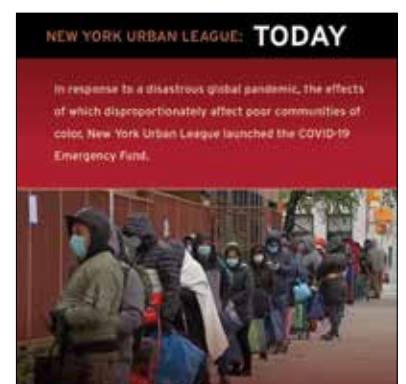 NEW YORK URBAN LEAGUE: TODAY
In response to a disastrous global pandemic, the effects
of which disproportionately affect poor communities of
color, New York Urban League launched the COVID-19
Emergency Fund.